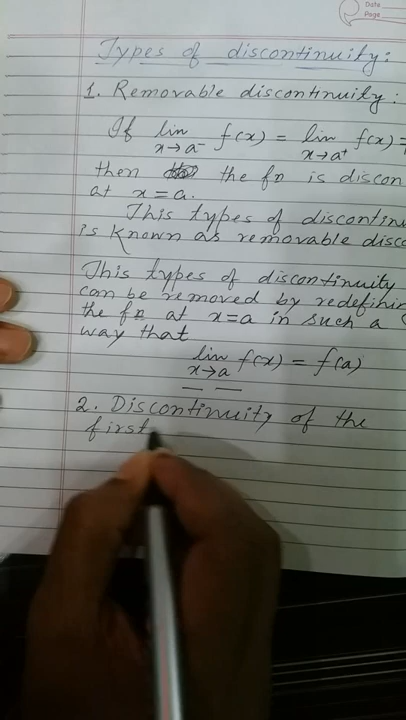 Date
Page
Types of discontinuity:
1. Removable discontinuity:
If lim x→a⁻ f(x) = lim x→a⁺ f(x) =
then the fn is discon
at x = a.
This types of discontinu
is known as removable disco
This types of discontinuity
can be removed by redefinin
the fn at x=a in such a
way that
lim x→a f(x) = f(a)
2. Discontinuity of the
first